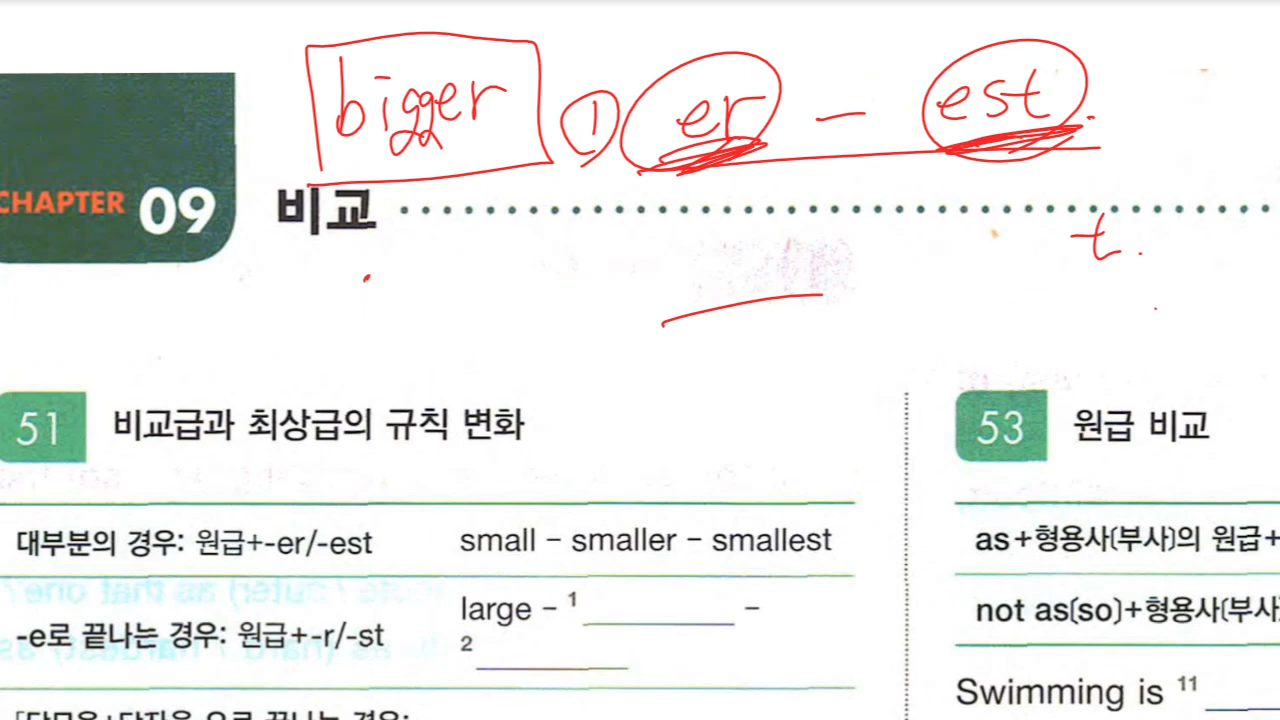 bigger ① er – est.
CHAPTER 09 비교
t.
51 비교급과 최상급의 규칙 변화
대부분의 경우: 원급+-er/-est small – smaller – smallest
-e로 끝나는 경우: 원급+-r/-st large – 1 ________ –
2 ________
53 원급 비교
as+형용사(부사)의 원급+
not as(so)+형용사(부사)
Swimming is 11